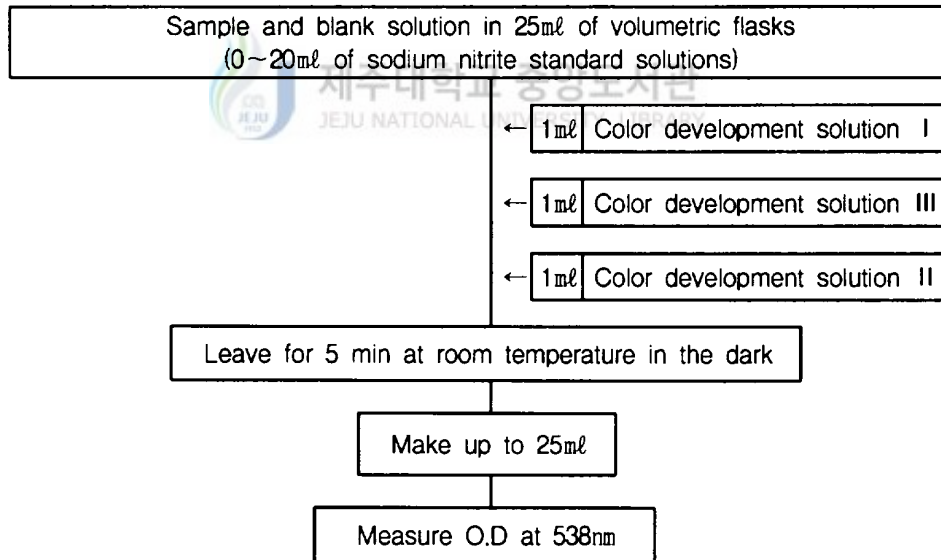 Sample and blank solution in 25㎖ of volumetric flasks
(0~20㎖ of sodium nitrite standard solutions)
제주대학교 중앙도서관
JEJU NATIONAL UNIVERSITY LIBRARY
JEJU
1952
← 1㎖ Color development solution I
← 1㎖ Color development solution III
← 1㎖ Color development solution II
Leave for 5 min at room temperature in the dark
Make up to 25㎖
Measure O.D at 538nm